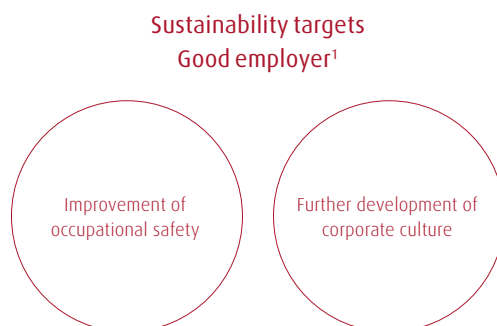 Sustainability targets
Good employer¹
Improvement of
occupational safety
Further development of
corporate culture